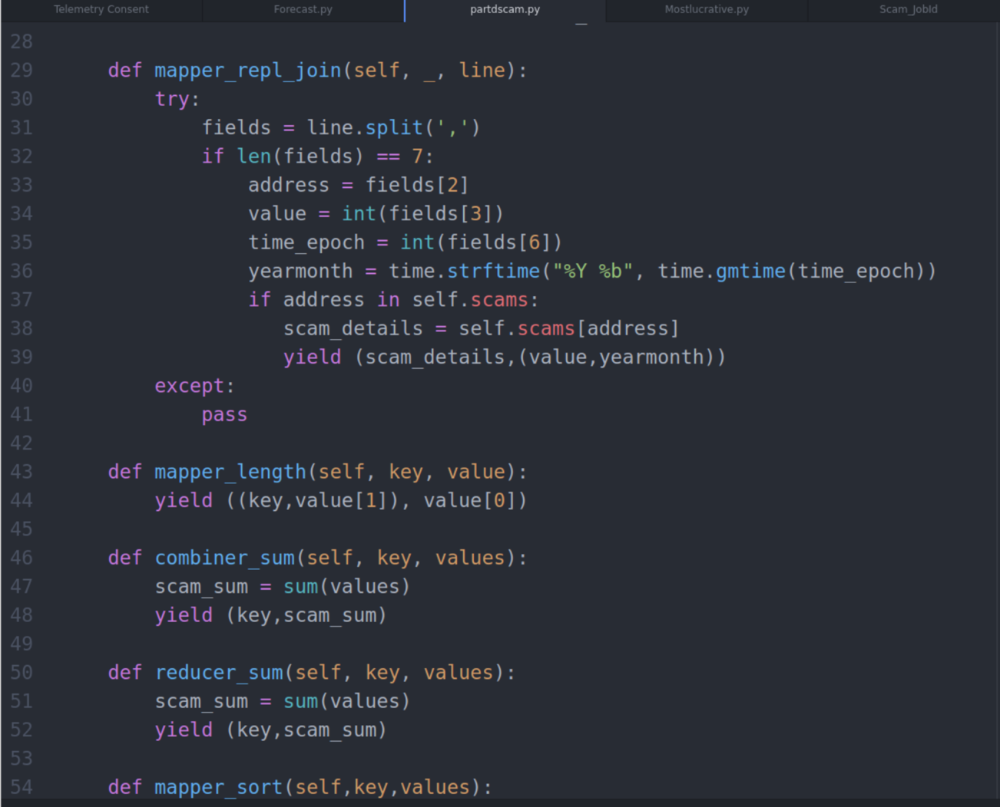 Telemetry Consent Forecast.py partdscam.py Mostlucrative.py Scam_JobId
28
29     def mapper_repl_join(self, _, line):
30         try:
31             fields = line.split(',')
32             if len(fields) == 7:
33                 address = fields[2]
34                 value = int(fields[3])
35                 time_epoch = int(fields[6])
36                 yearmonth = time.strftime("%Y %b", time.gmtime(time_epoch))
37                 if address in self.scams:
38                    scam_details = self.scams[address]
39                    yield (scam_details,(value,yearmonth))
40         except:
41             pass
42
43     def mapper_length(self, key, value):
44         yield ((key,value[1]), value[0])
45
46     def combiner_sum(self, key, values):
47         scam_sum = sum(values)
48         yield (key,scam_sum)
49
50     def reducer_sum(self, key, values):
51         scam_sum = sum(values)
52         yield (key,scam_sum)
53
54     def mapper_sort(self,key,values):